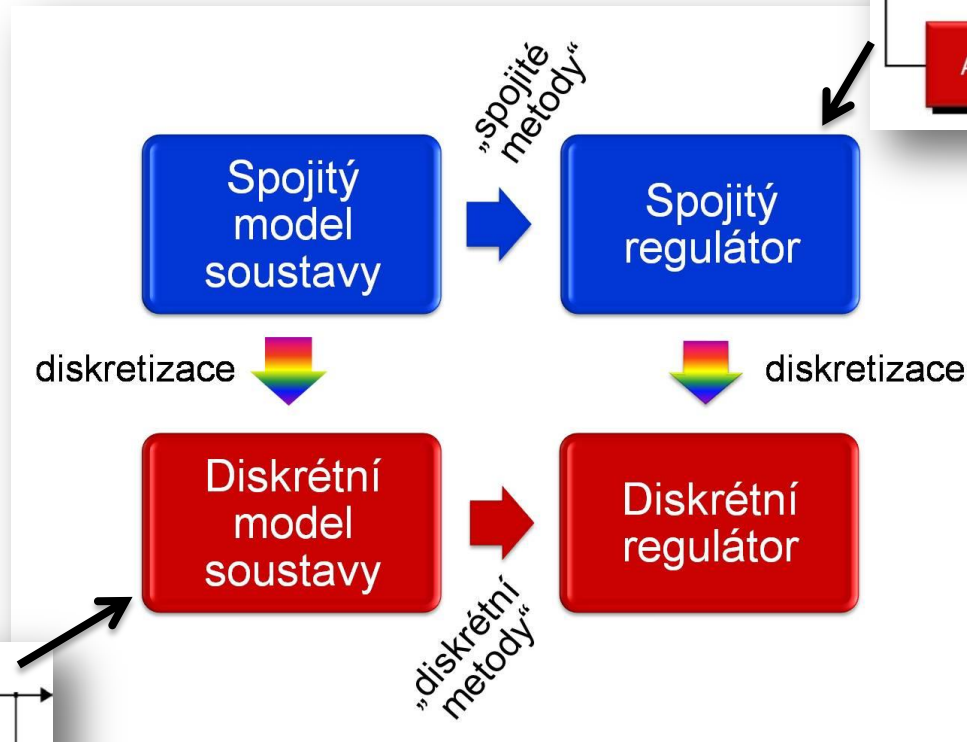 „spojité
metody“
A
Spojitý
model
soustavy
Spojitý
regulátor
diskretizace
diskretizace
Diskrétní
model
soustavy
Diskrétní
regulátor
„diskrétní
metody“